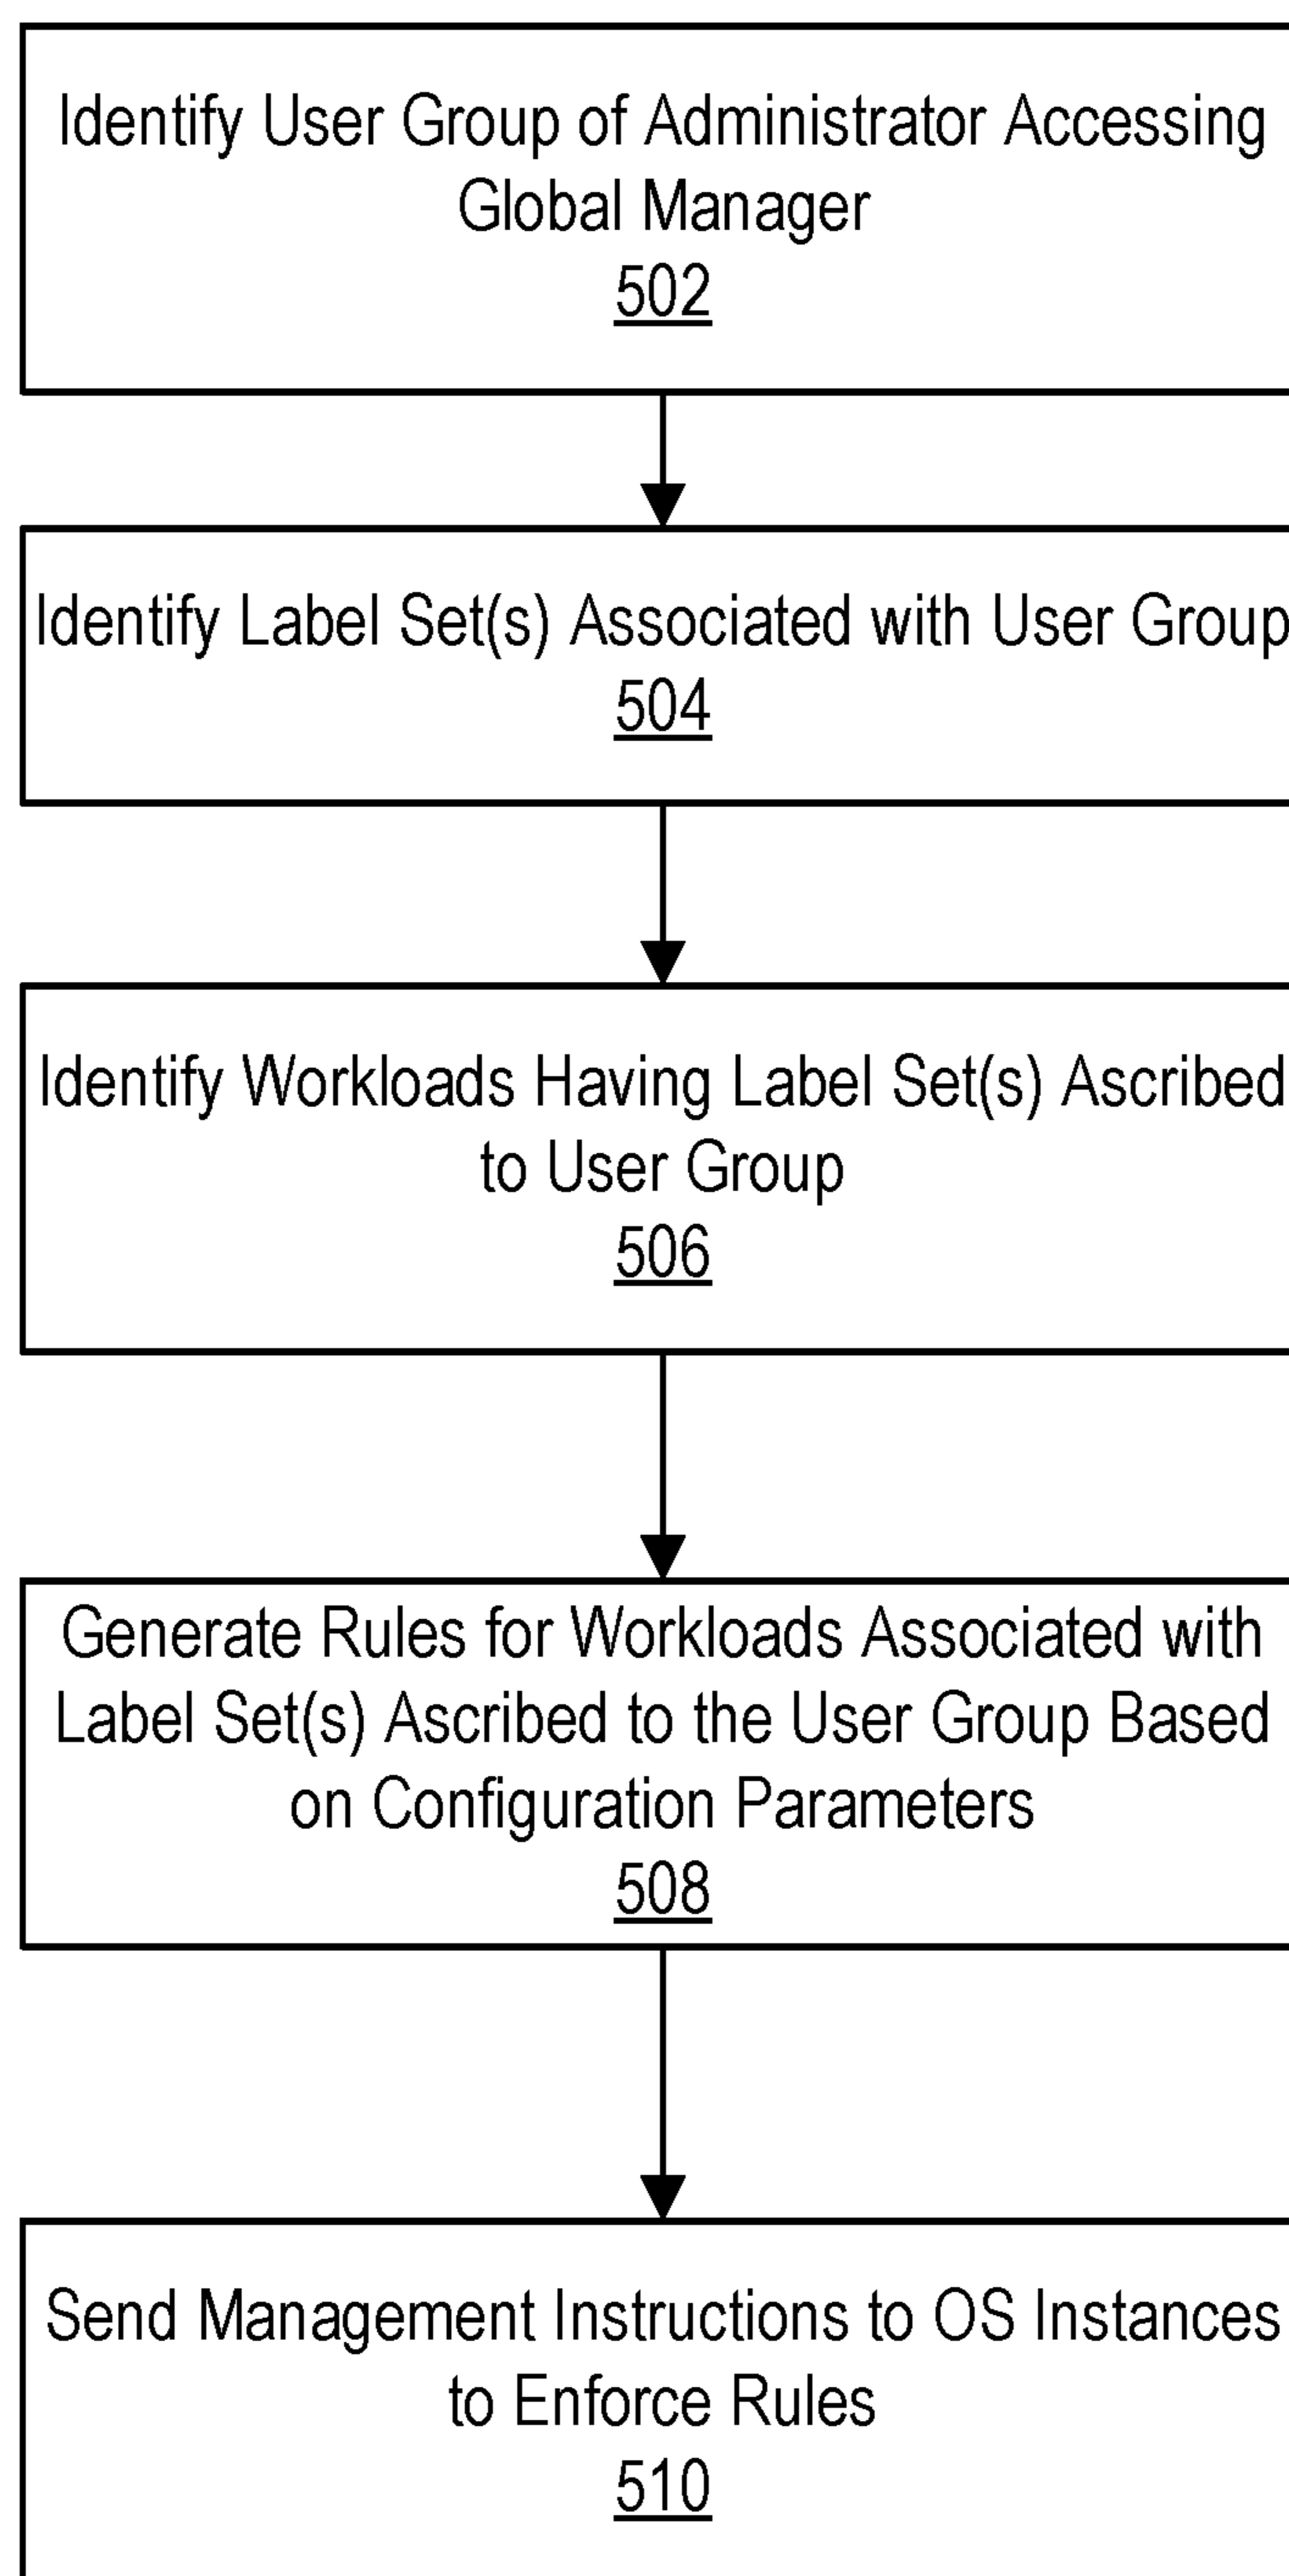 Identify User Group of Administrator Accessing
Global Manager
502
Identify Label Set(s) Associated with User Group
504
Identify Workloads Having Label Set(s) Ascribed
to User Group
506
Generate Rules for Workloads Associated with
Label Set(s) Ascribed to the User Group Based
on Configuration Parameters
508
Send Management Instructions to OS Instances
to Enforce Rules
510